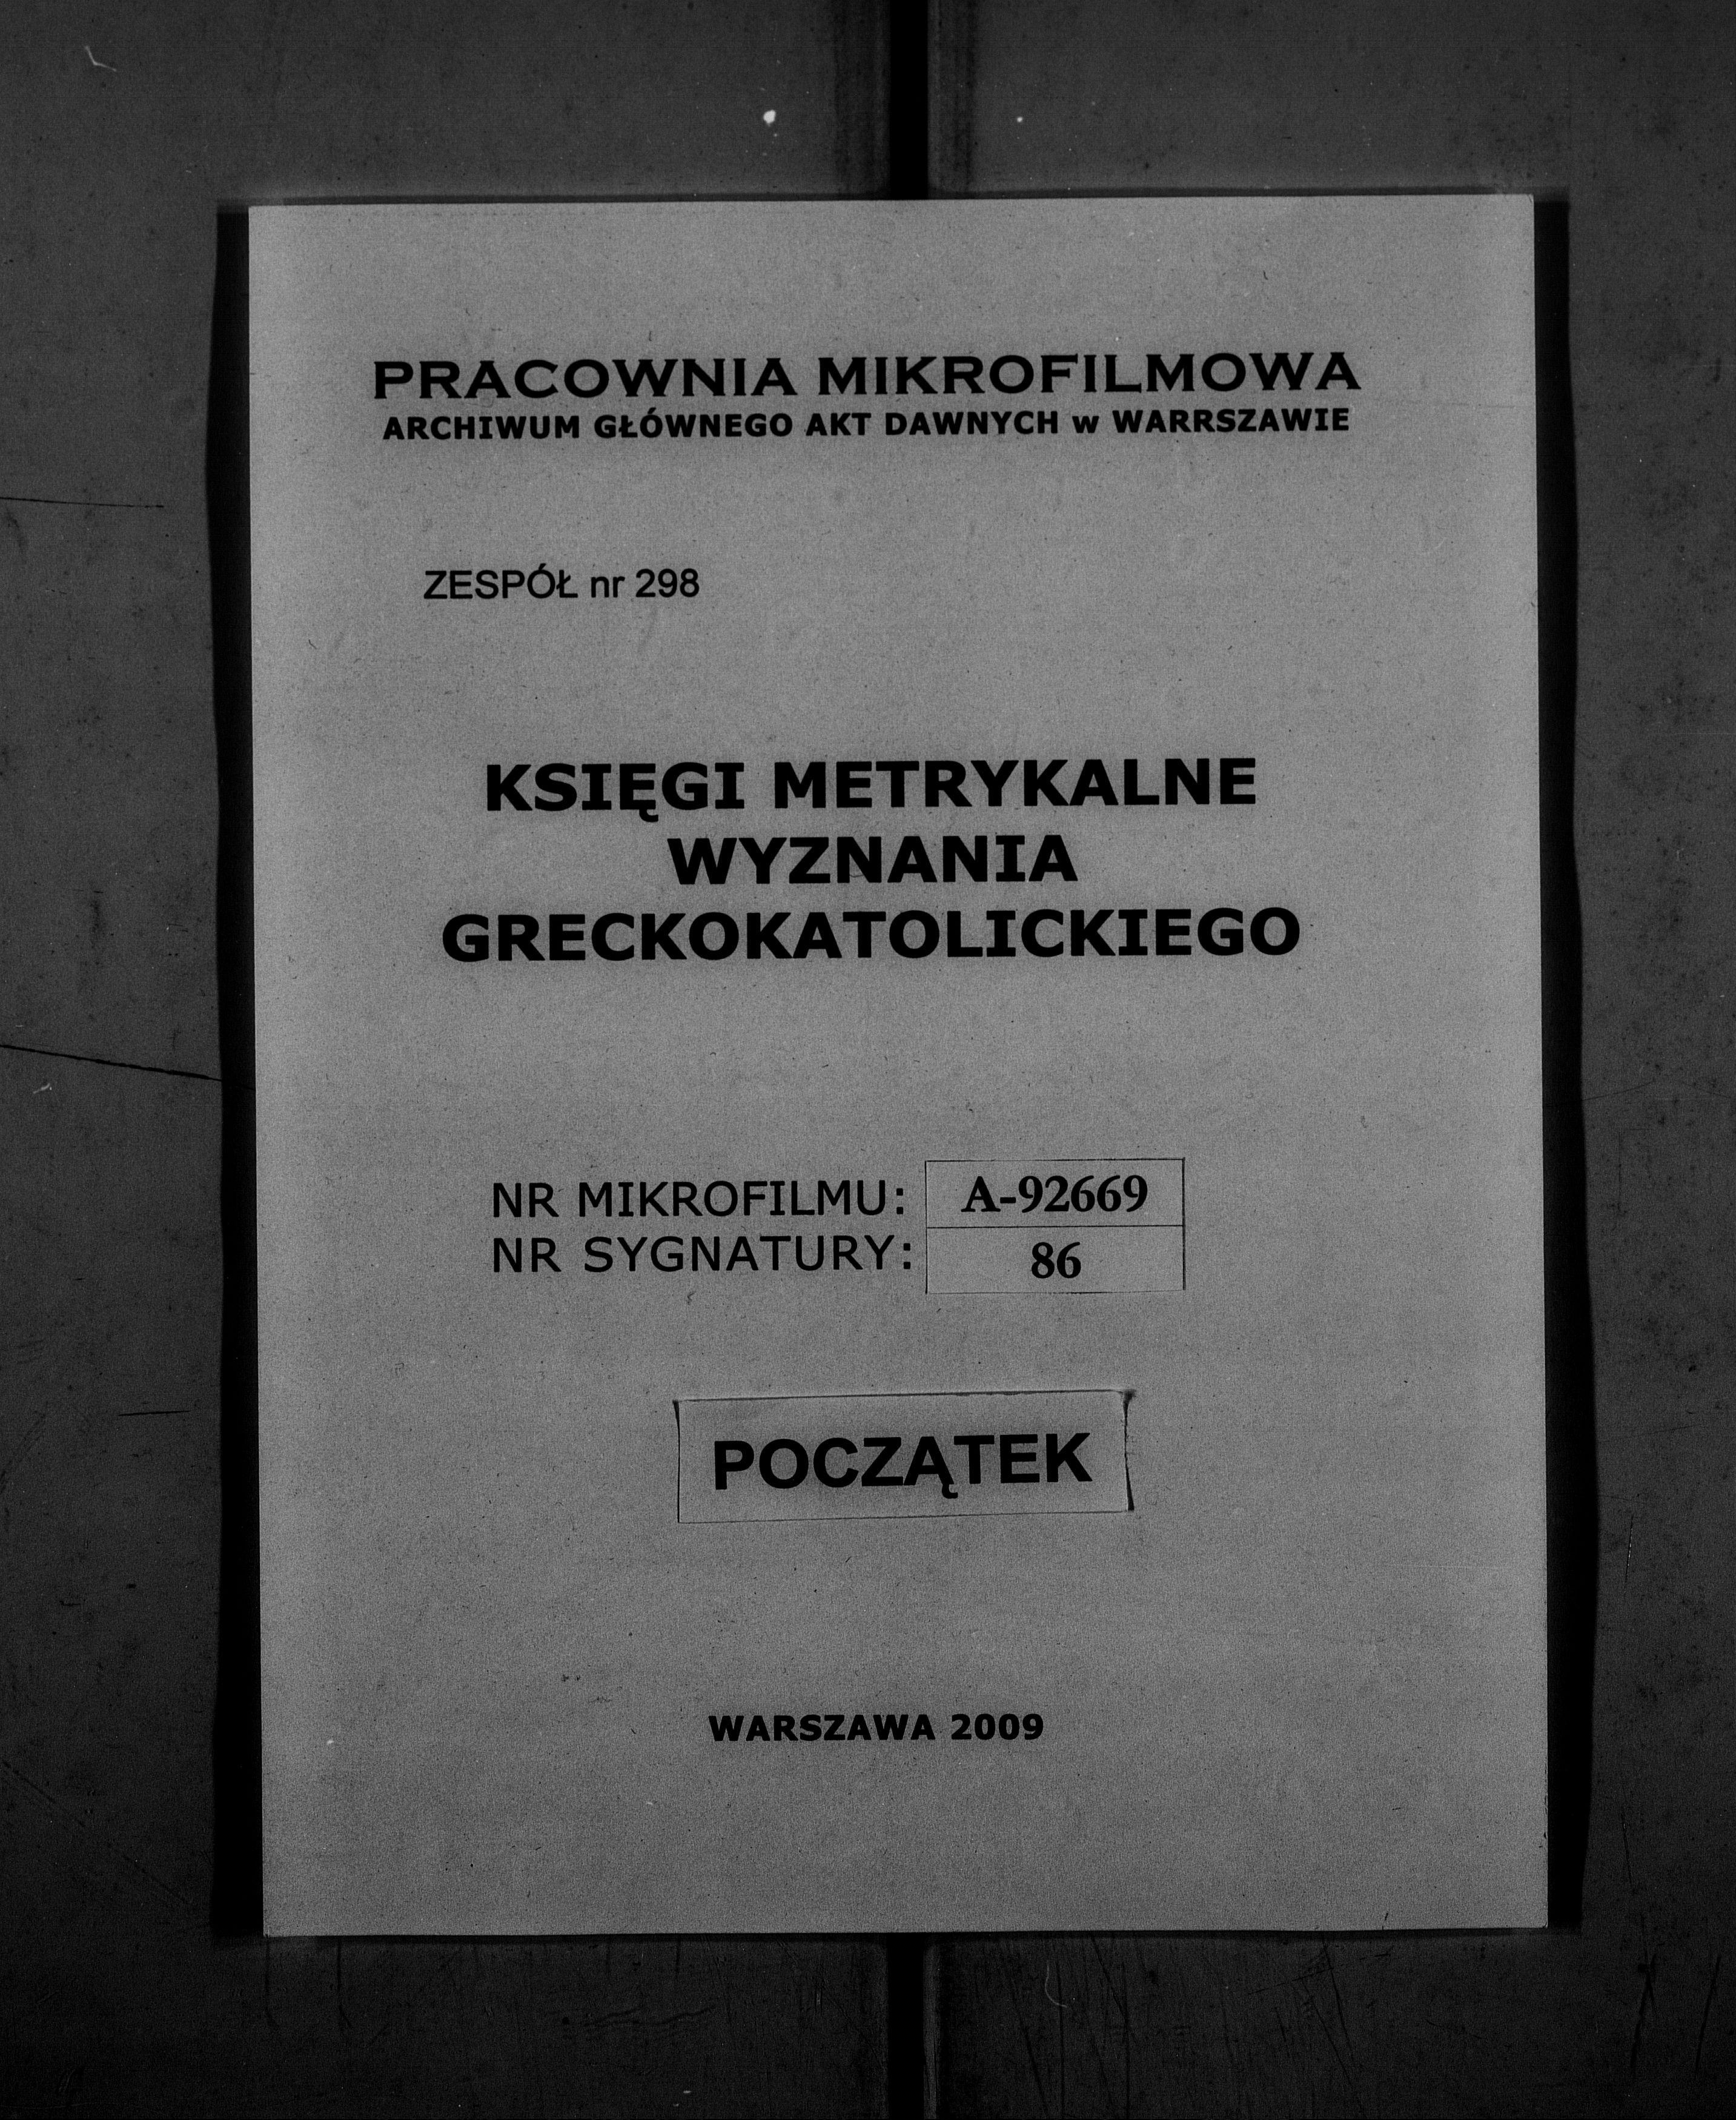 PRACOWNIA MIKROFILMOWA
ARCHIWUM GŁÓWNEGO AKT DAWNYCH w WARRSZAWIE
ZESPÓŁ nr 298
KSIĘGI METRYKALNE
WYZNANIA
GRECKOKATOLICKIEGO
NR MIKROFILMU: A-92669
NR SYGNATURY: 86
POCZĄTEK
WARSZAWA 2009